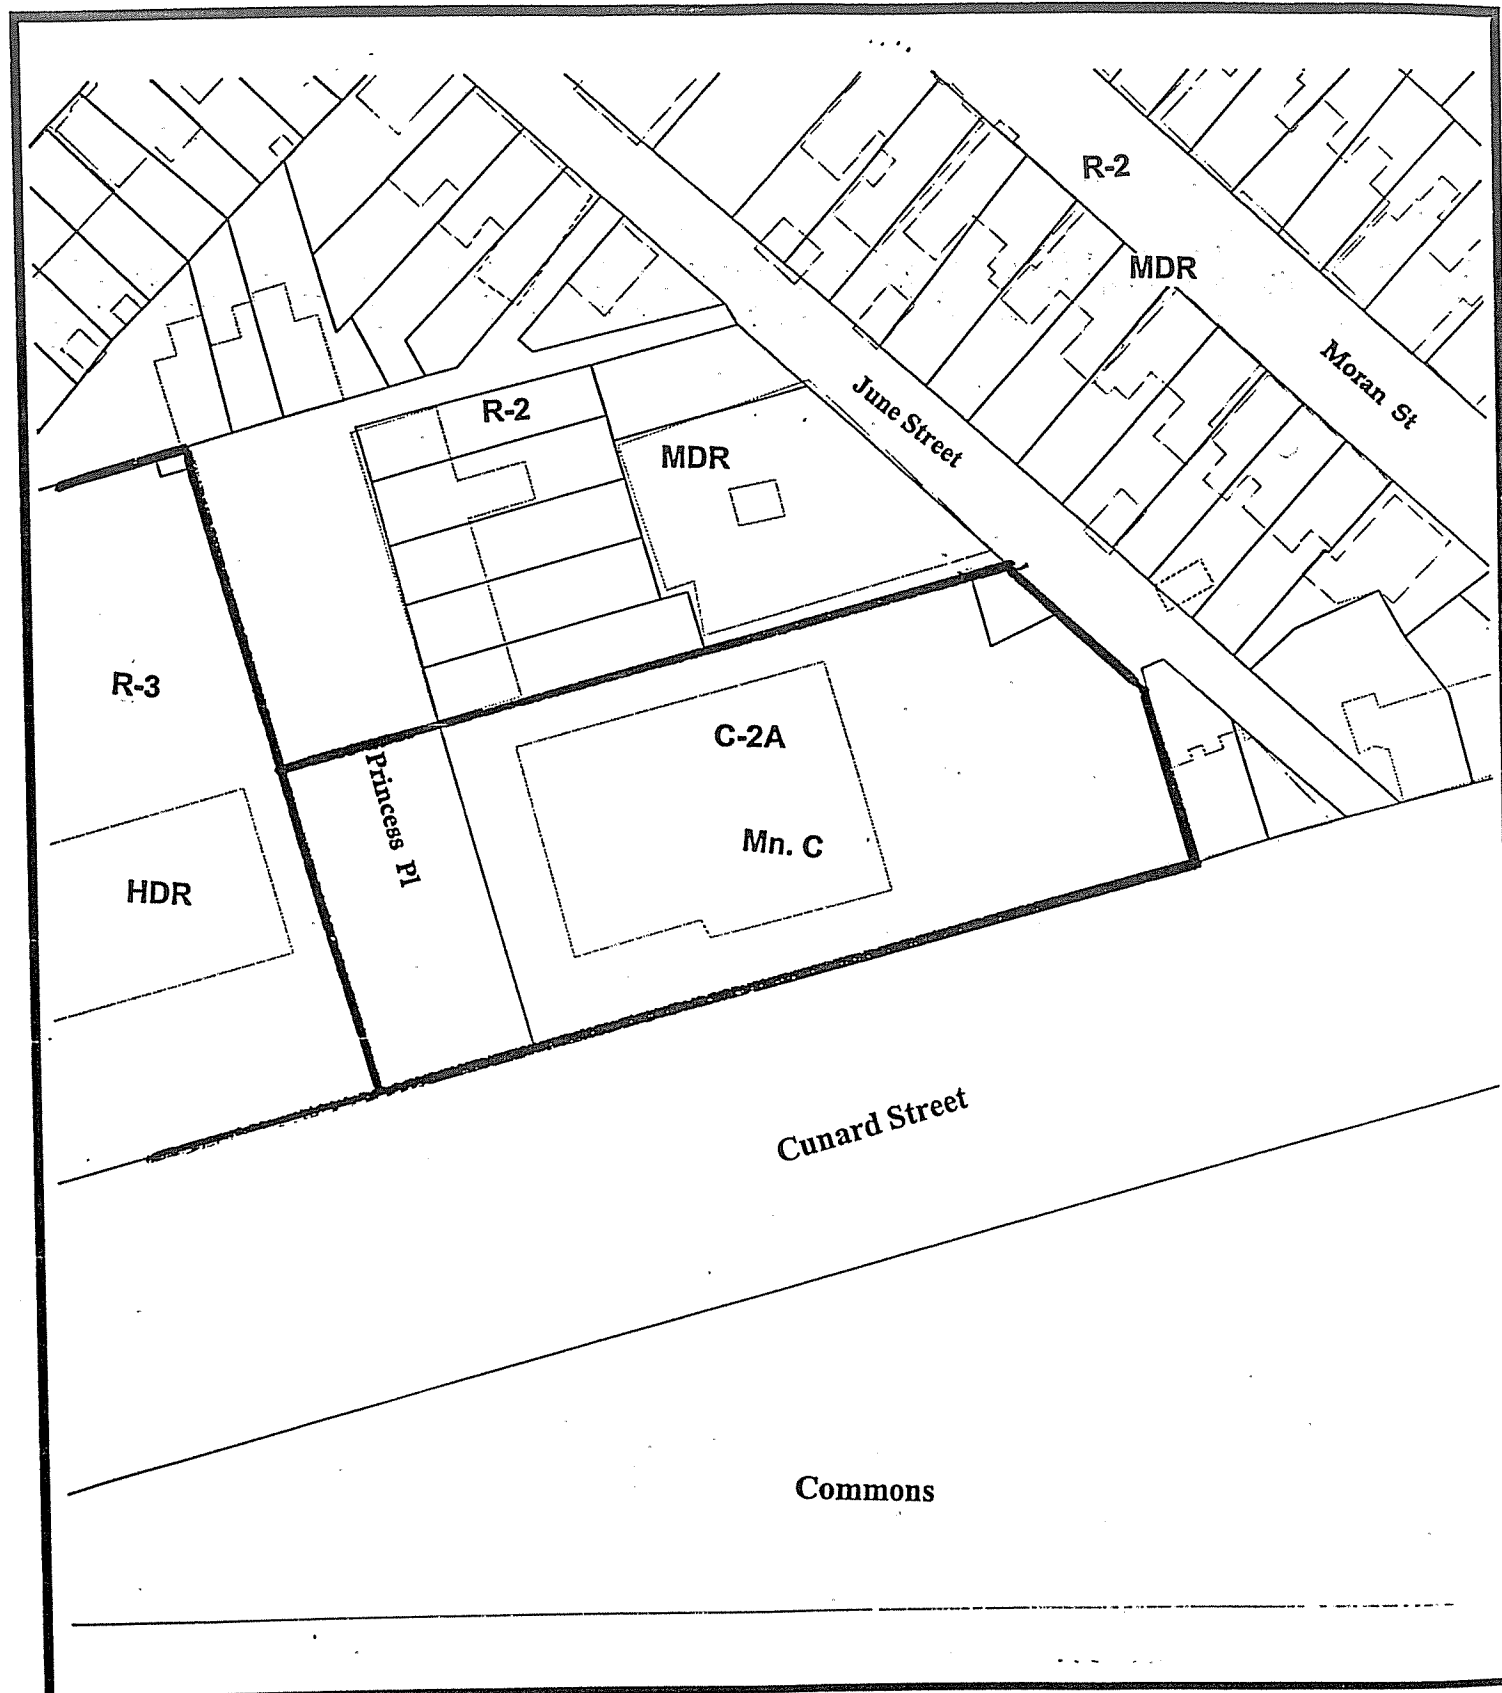 R-2
MDR
Moran St
June Street
R-2
MDR
R-3
C-2A
Princess Pl
Mn. C
HDR
Cunard Street
Commons